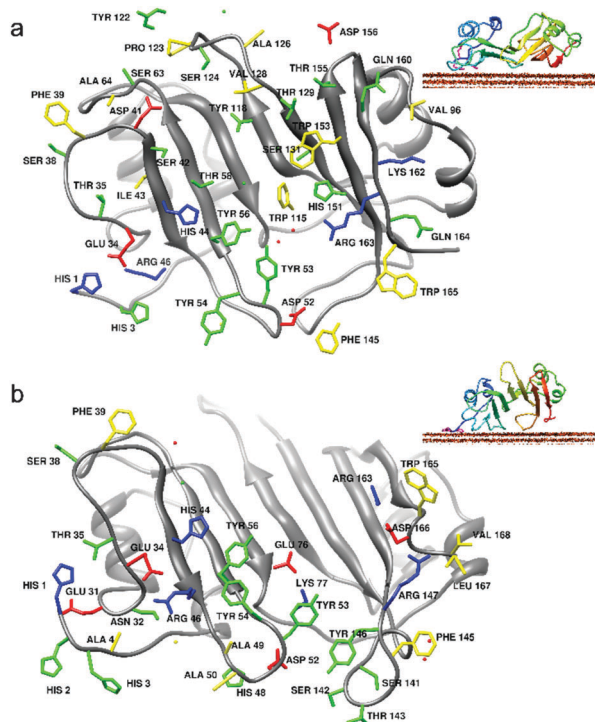 a
TYR 122
ASP 156
PRO 123
ALA 126
SER 124
THR 155
SER 63
GLN 160
ALA 64
VAL 128
PHE 39
ASP 41
THR 129
VAL 96
TYR 118
TRP 153
SER 131
SER 38
SER 42
LYS 162
THR 58
THR 35
ILE 43
HIS 151
TYR 56
TRP 115
HIS 44
GLN 164
GLU 34
ARG 163
ARG 46
TYR 53
HIS 1
TRP 165
TYR 54
ASP 52
HIS 3
PHE 145
b
PHE 39
TRP 165
SER 38
ARG 163
HIS 44
TYR 56
ASP 166
THR 35
VAL 168
GLU 34
GLU 76
HIS 1
LYS 77
LEU 167
GLU 31
ARG 147
ASN 32
ARG 46
TYR 54
TYR 53
TYR 146
ALA 4
ALA 49
PHE 145
ASP 52
HIS 2
HIS 3
ALA 50
HIS 48
SER 141
SER 142
THR 143